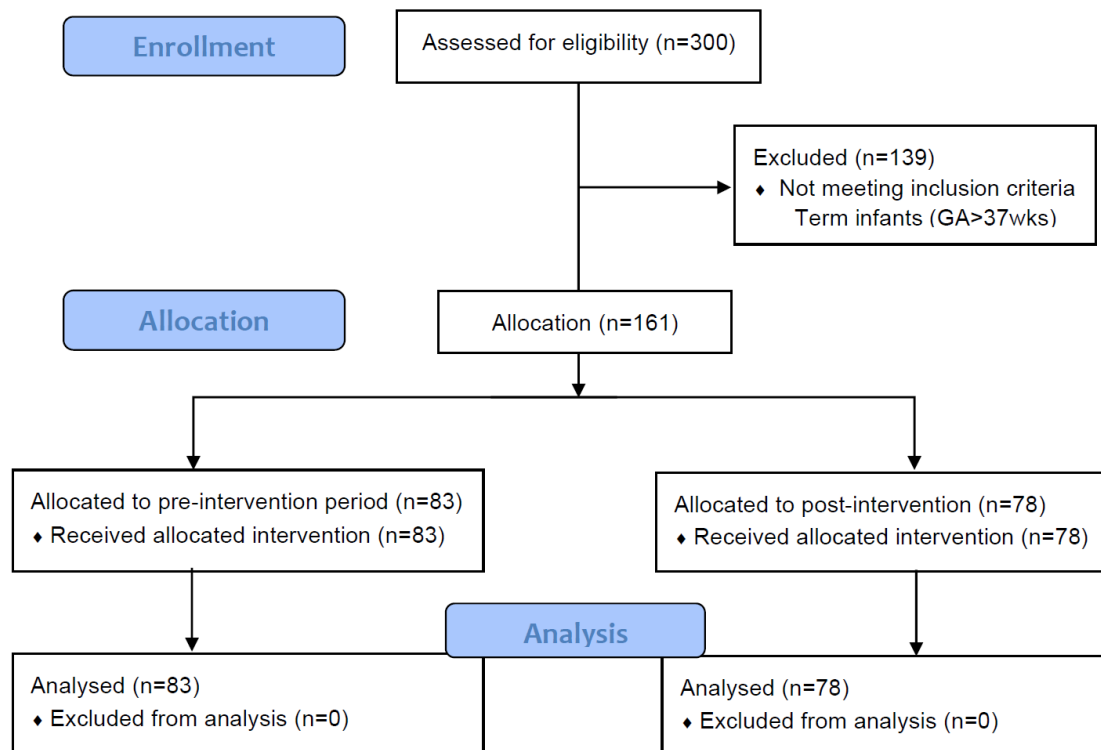 Enrollment
Assessed for eligibility (n=300)
Excluded (n=139)
♦ Not meeting inclusion criteria
Term infants (GA>37wks)
Allocation
Allocation (n=161)
Allocated to pre-intervention period (n=83)
♦ Received allocated intervention (n=83)
Allocated to post-intervention (n=78)
♦ Received allocated intervention (n=78)
Analysis
Analysed (n=83)
♦ Excluded from analysis (n=0)
Analysed (n=78)
♦ Excluded from analysis (n=0)